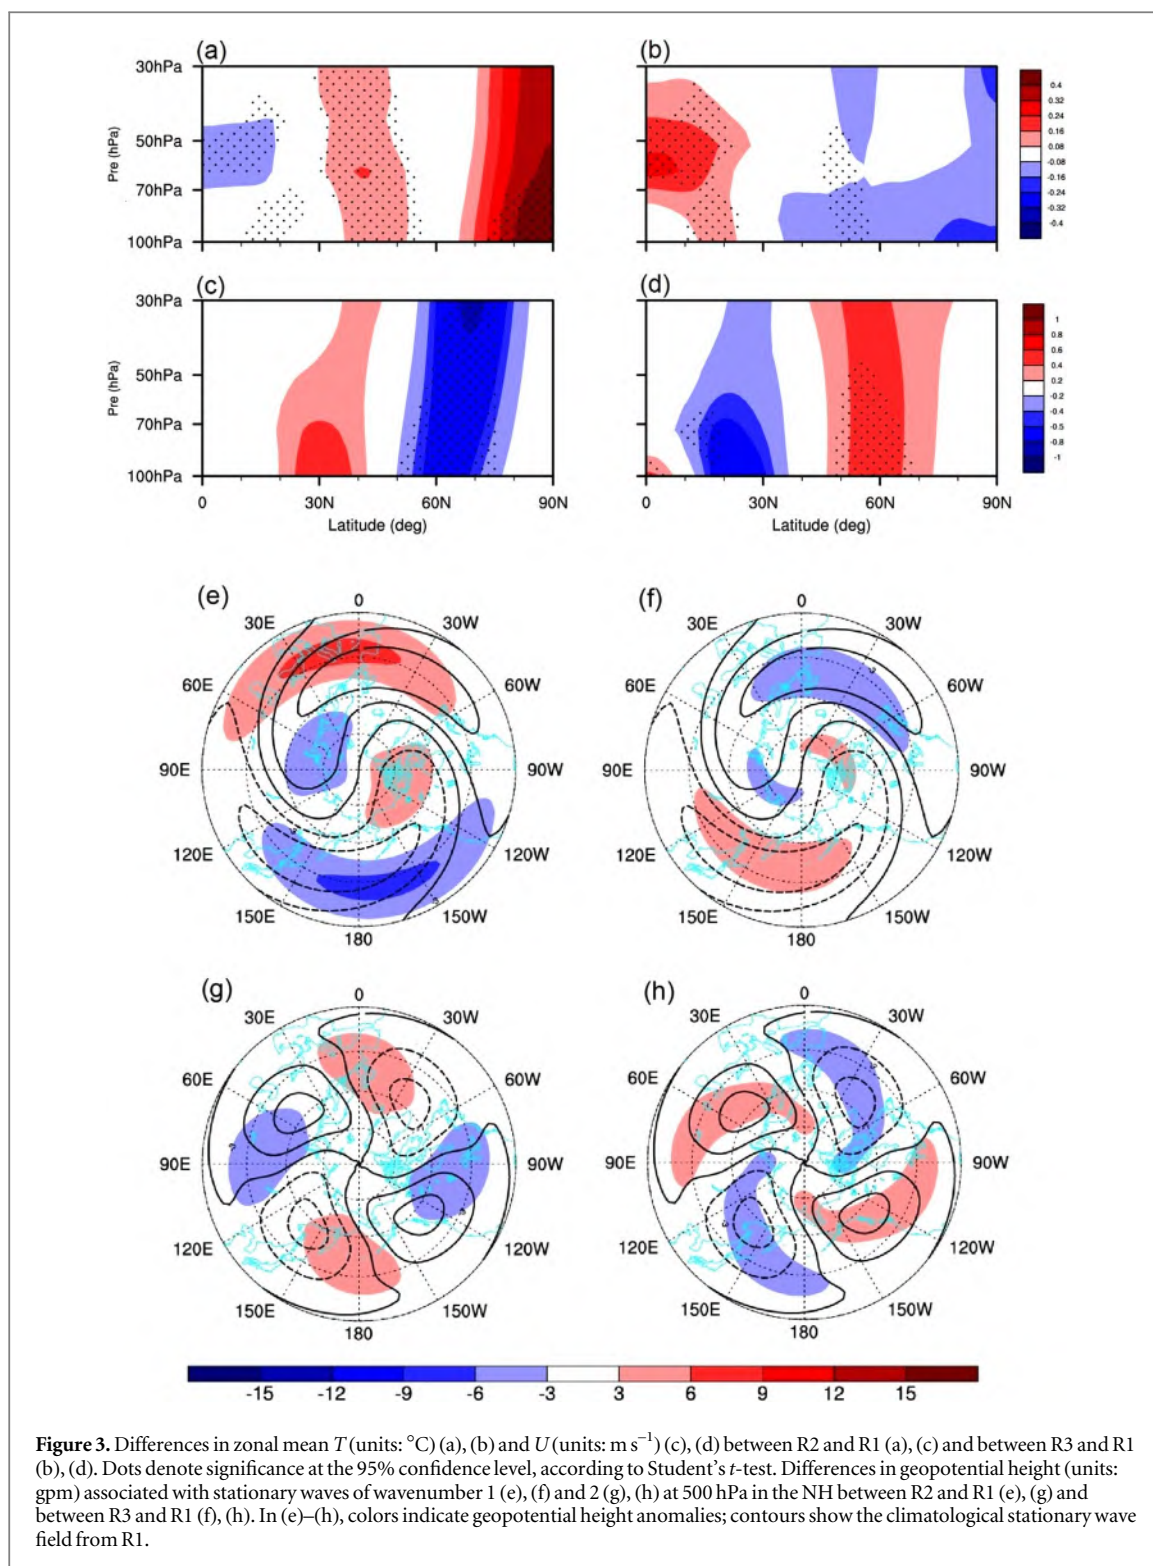 (a)
(b)
30hPa
50hPa
70hPa
100hPa
Pre (hPa)
30hPa
50hPa
70hPa
100hPa
0.4
0.32
0.24
0.16
0.08
-0.08
-0.16
-0.24
-0.32
-0.4
(c)
(d)
30hPa
50hPa
70hPa
100hPa
Pre (hPa)
0
30N
60N
90N
Latitude (deg)
30hPa
50hPa
70hPa
100hPa
0
30N
60N
90N
Latitude (deg)
1
0.8
0.6
0.4
0.2
-0.2
-0.4
-0.5
-0.8
-1
(e)
0
30E
30W
60E
60W
90E
90W
120E
120W
150E
150W
180
(f)
0
30E
30W
60E
60W
90E
90W
120E
120W
150E
150W
180
(g)
0
30E
30W
60E
60W
90E
90W
120E
120W
150E
150W
180
(h)
0
30E
30W
60E
60W
90E
90W
120E
120W
150E
150W
180
-15 -12 -9 -6 -3 3 6 9 12 15
Figure 3. Differences in zonal mean T (units: °C) (a), (b) and U (units: m s⁻¹) (c), (d) between R2 and R1 (a), (c) and between R3 and R1
(b), (d). Dots denote significance at the 95% confidence level, according to Student's t-test. Differences in geopotential height (units:
gpm) associated with stationary waves of wavenumber 1 (e), (f) and 2 (g), (h) at 500 hPa in the NH between R2 and R1 (e), (g) and
between R3 and R1 (f), (h). In (e)–(h), colors indicate geopotential height anomalies; contours show the climatological stationary wave
field from R1.